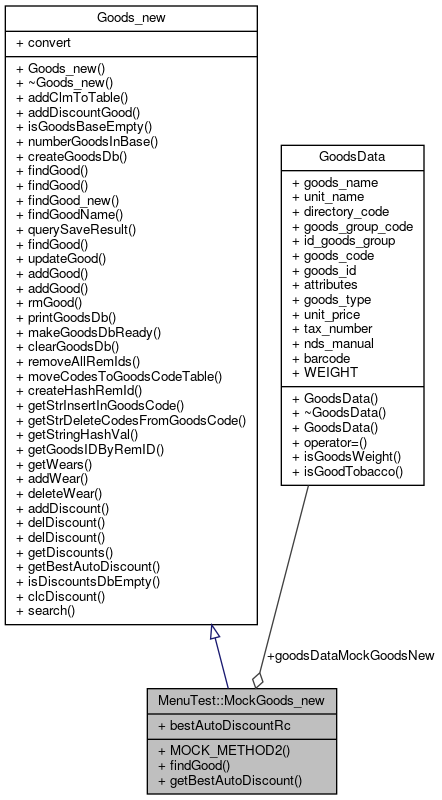 Goods_new
+ convert
+ Goods_new()
+ ~Goods_new()
+ addClmToTable()
+ addDiscountGood()
+ isGoodsBaseEmpty()
+ numberGoodsInBase()
+ createGoodsDb()
+ findGood()
+ findGood()
+ findGood_new()
+ findGoodName()
+ querySaveResult()
+ findGood()
+ updateGood()
+ addGood()
+ addGood()
+ rmGood()
+ printGoodsDb()
+ makeGoodsDbReady()
+ clearGoodsDb()
+ removeAllRemIds()
+ moveCodesToGoodsCodeTable()
+ createHashRemId()
+ getStrInsertInGoodsCode()
+ getStrDeleteCodesFromGoodsCode()
+ getStringHashVal()
+ getGoodsIDByRemID()
+ getWears()
+ addWear()
+ deleteWear()
+ addDiscount()
+ delDiscount()
+ delDiscount()
+ getDiscounts()
+ getBestAutoDiscount()
+ isDiscountsDbEmpty()
+ clcDiscount()
+ search()
GoodsData
+ goods_name
+ unit_name
+ directory_code
+ goods_group_code
+ id_goods_group
+ goods_code
+ goods_id
+ attributes
+ goods_type
+ unit_price
+ tax_number
+ nds_manual
+ barcode
+ WEIGHT
+ GoodsData()
+ ~GoodsData()
+ GoodsData()
+ operator=()
+ isGoodsWeight()
+ isGoodTobacco()
+goodsDataMockGoodsNew
MenuTest::MockGoods_new
+ bestAutoDiscountRc
+ MOCK_METHOD2()
+ findGood()
+ getBestAutoDiscount()